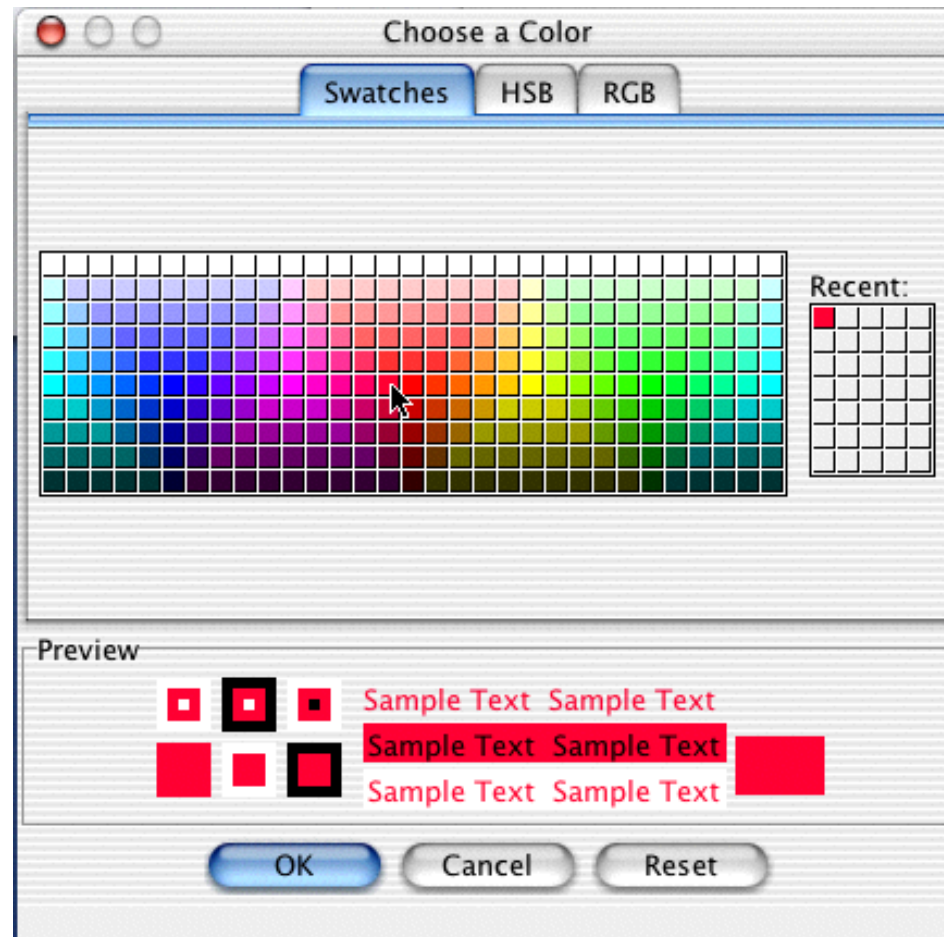 Choose a Color
Swatches HSB RGB
Recent:
Preview
Sample Text Sample Text
Sample Text Sample Text
Sample Text Sample Text
OK Cancel Reset